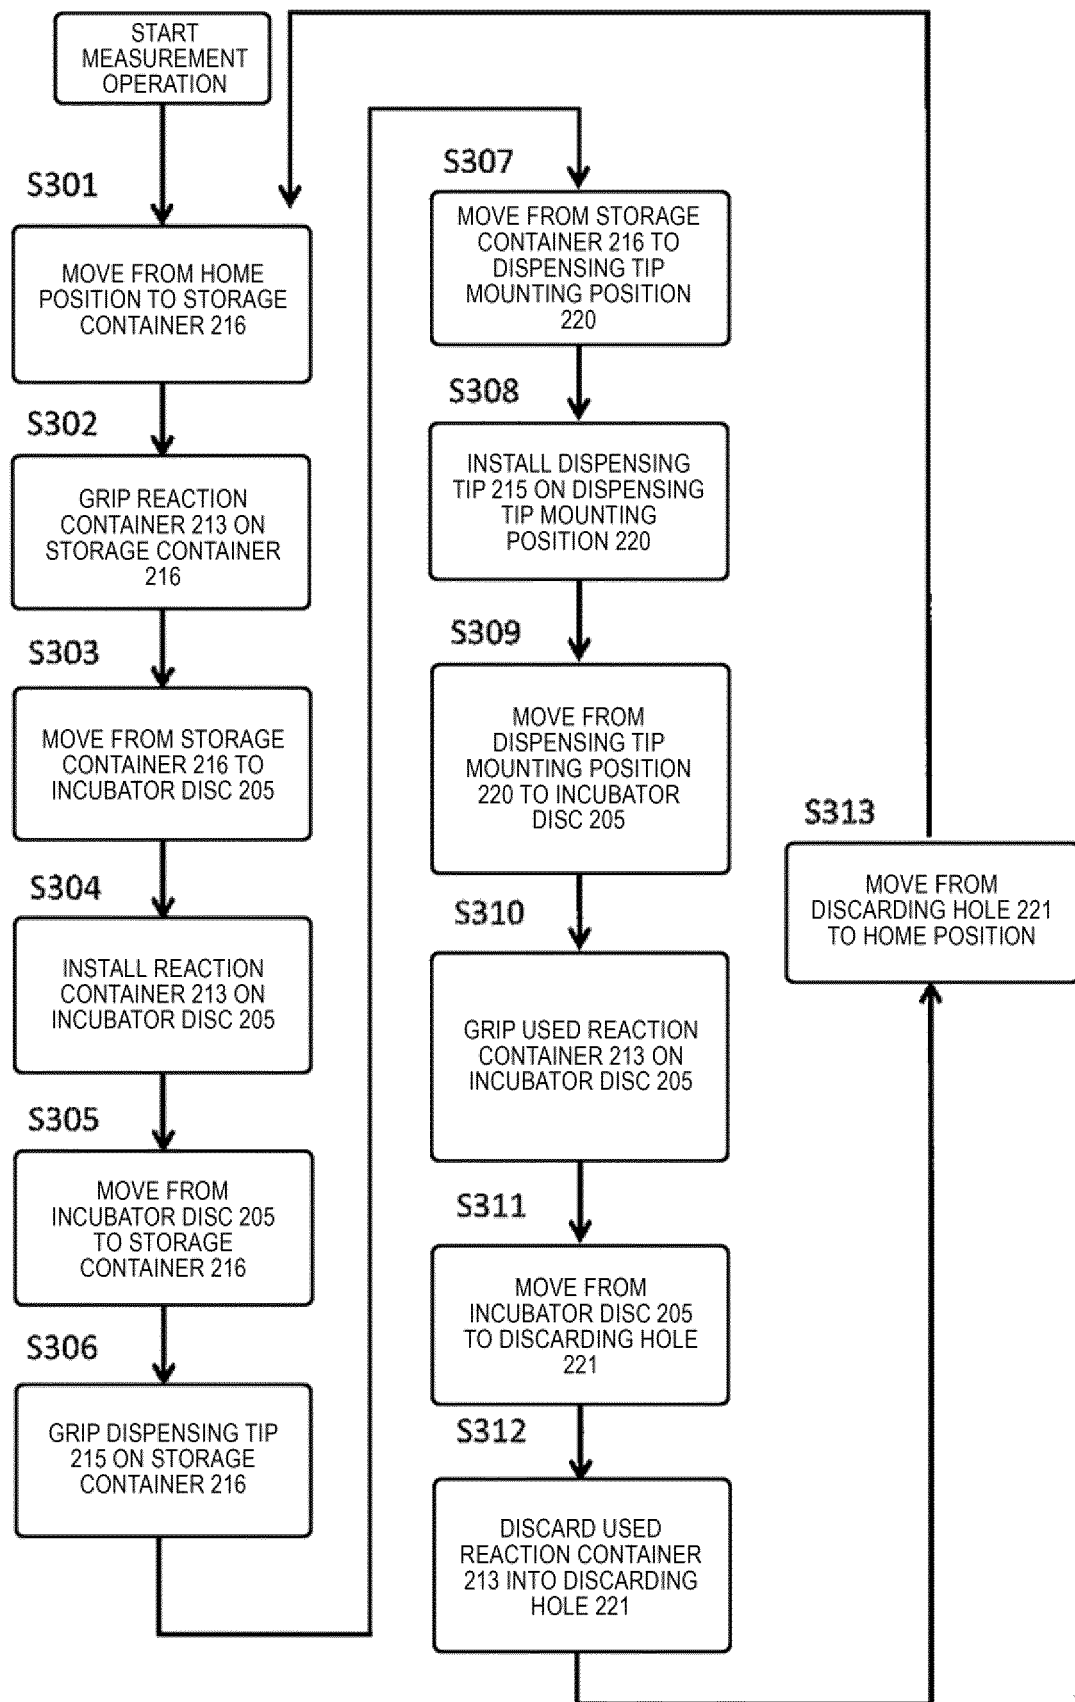 START
MEASUREMENT
OPERATION
S301
MOVE FROM HOME
POSITION TO STORAGE
CONTAINER 216
S302
GRIP REACTION
CONTAINER 213 ON
STORAGE CONTAINER
216
S303
MOVE FROM STORAGE
CONTAINER 216 TO
INCUBATOR DISC 205
S304
INSTALL REACTION
CONTAINER 213 ON
INCUBATOR DISC 205
S305
MOVE FROM
INCUBATOR DISC 205
TO STORAGE
CONTAINER 216
S306
GRIP DISPENSING TIP
215 ON STORAGE
CONTAINER 216
S307
MOVE FROM STORAGE
CONTAINER 216 TO
DISPENSING TIP
MOUNTING POSITION
220
S308
INSTALL DISPENSING
TIP 215 ON DISPENSING
TIP MOUNTING
POSITION 220
S309
MOVE FROM
DISPENSING TIP
MOUNTING POSITION
220 TO INCUBATOR
DISC 205
S310
GRIP USED REACTION
CONTAINER 213 ON
INCUBATOR DISC 205
S311
MOVE FROM
INCUBATOR DISC 205
TO DISCARDING HOLE
221
S312
DISCARD USED
REACTION CONTAINER
213 INTO DISCARDING
HOLE 221
S313
MOVE FROM
DISCARDING HOLE 221
TO HOME POSITION